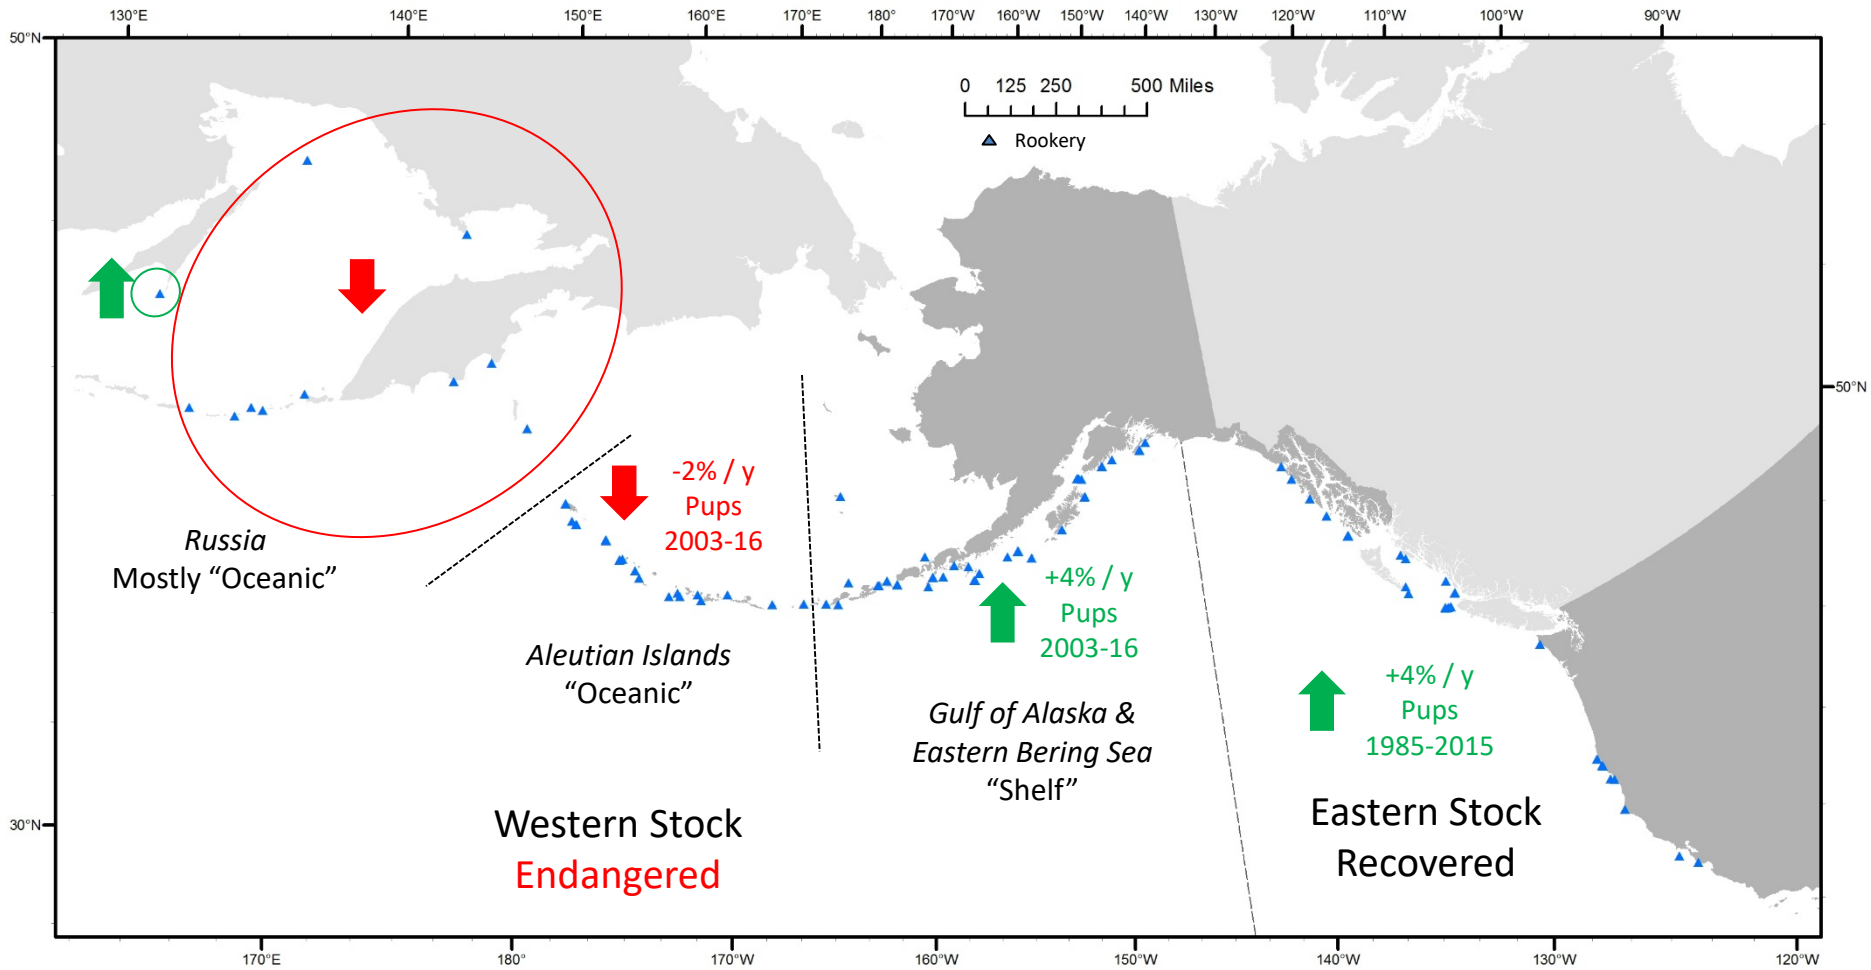 130°E 140°E 150°E 160°E 170°E 180° 170°W 160°W 150°W 140°W 130°W 120°W 110°W 100°W 90°W
50°N
0 125 250 500 Miles
Rookery
50°N
-2% / y
Pups
2003-16
Russia
Mostly “Oceanic”
+4% / y
Pups
2003-16
Aleutian Islands
“Oceanic”
Gulf of Alaska &
Eastern Bering Sea
“Shelf”
+4% / y
Pups
1985-2015
30°N
Western Stock
Endangered
Eastern Stock
Recovered
170°E 180° 170°W 160°W 150°W 140°W 130°W 120°W